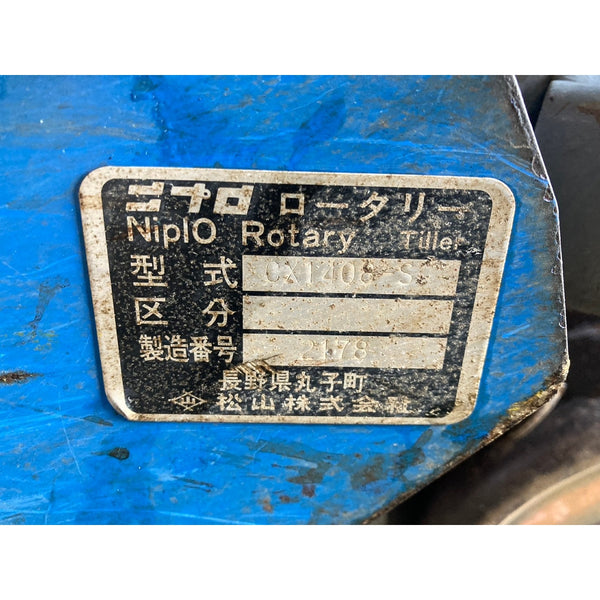 ニプロ ロータリー
NiplO Rotary Tiller
型式 CX1408 S
区分
製造番号 2178
長野県丸子町
松山株式会社